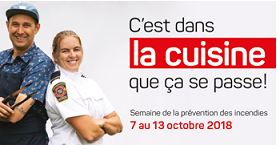 C'est dans
la cuisine
que ça se passe!
Semaine de la prévention des incendies
7 au 13 octobre 2018